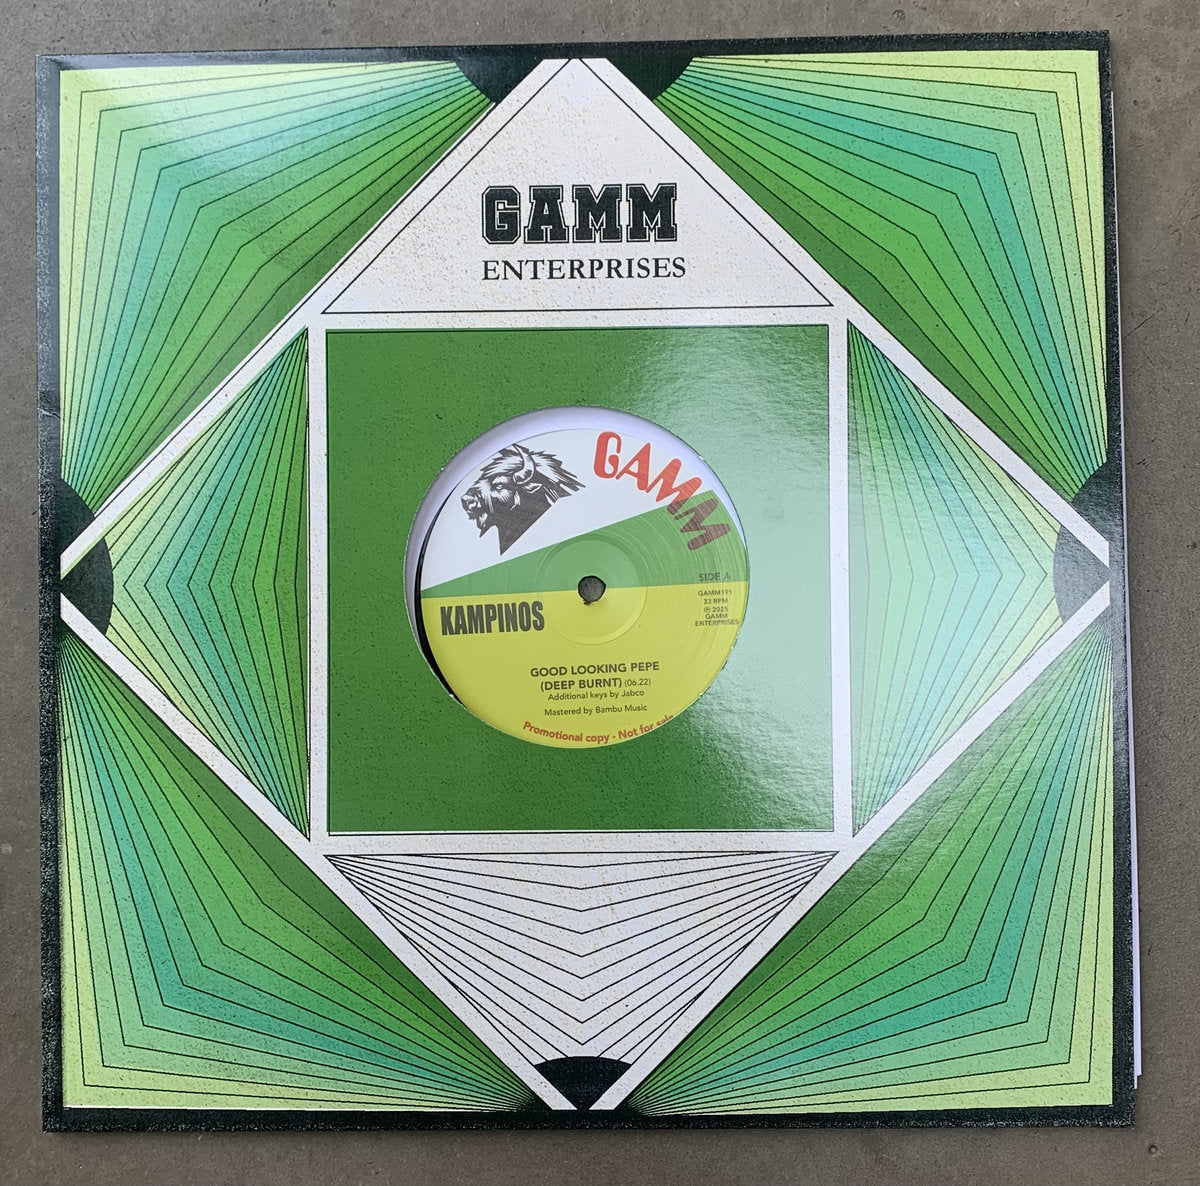 GAMM
ENTERPRISES
GAMM
SIDE A
GAMM191
33 RPM
℗ 2025
GAMM
ENTERPRISES
KAMPINOS
GOOD LOOKING PEPE
(DEEP BURNT) (06.22)
Additional keys by Jabco
Mastered by Bambu Music
Promotional copy - Not for sale